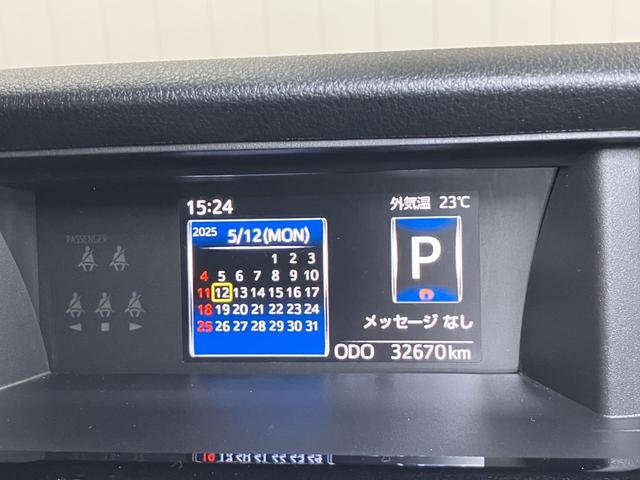 PASSENGER
15:24
外気温 23℃
2025 5/12(MON)
1 2 3
4 5 6 7 8 9 10
11 12 13 14 15 16 17
18 19 20 21 22 23 24
25 26 27 28 29 30 31
P
メッセージ なし
ODO 32670km